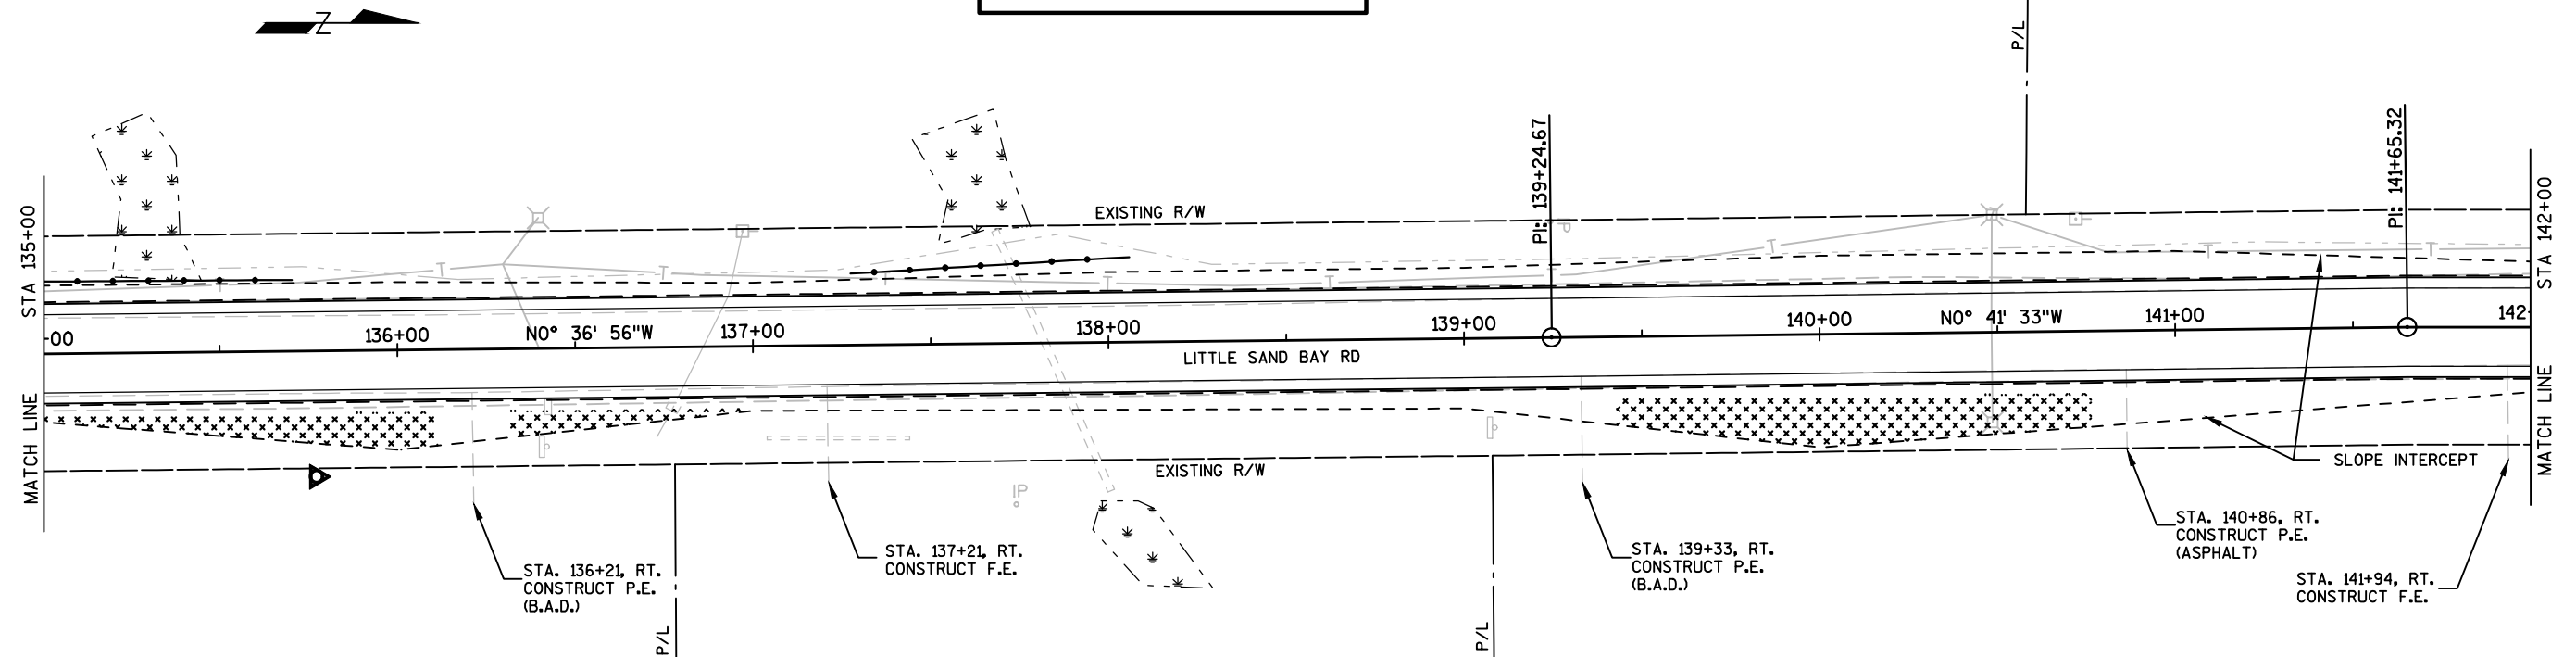 Z
P/L
STA 135+00
MATCH LINE
EXISTING R/W
PI: 139+24.67
PI: 141+65.32
STA 142+00
MATCH LINE
T
T
T
T
T
T
T
T
T
P
+00
136+00
N0° 36' 56"W
137+00
138+00
139+00
140+00
N0° 41' 33"W
141+00
142+
LITTLE SAND BAY RD
EXISTING R/W
IP
SLOPE INTERCEPT
STA. 136+21, RT.
CONSTRUCT P.E.
(B.A.D.)
STA. 137+21, RT.
CONSTRUCT F.E.
STA. 139+33, RT.
CONSTRUCT P.E.
(B.A.D.)
STA. 140+86, RT.
CONSTRUCT P.E.
(ASPHALT)
STA. 141+94, RT.
CONSTRUCT F.E.
P/L
P/L